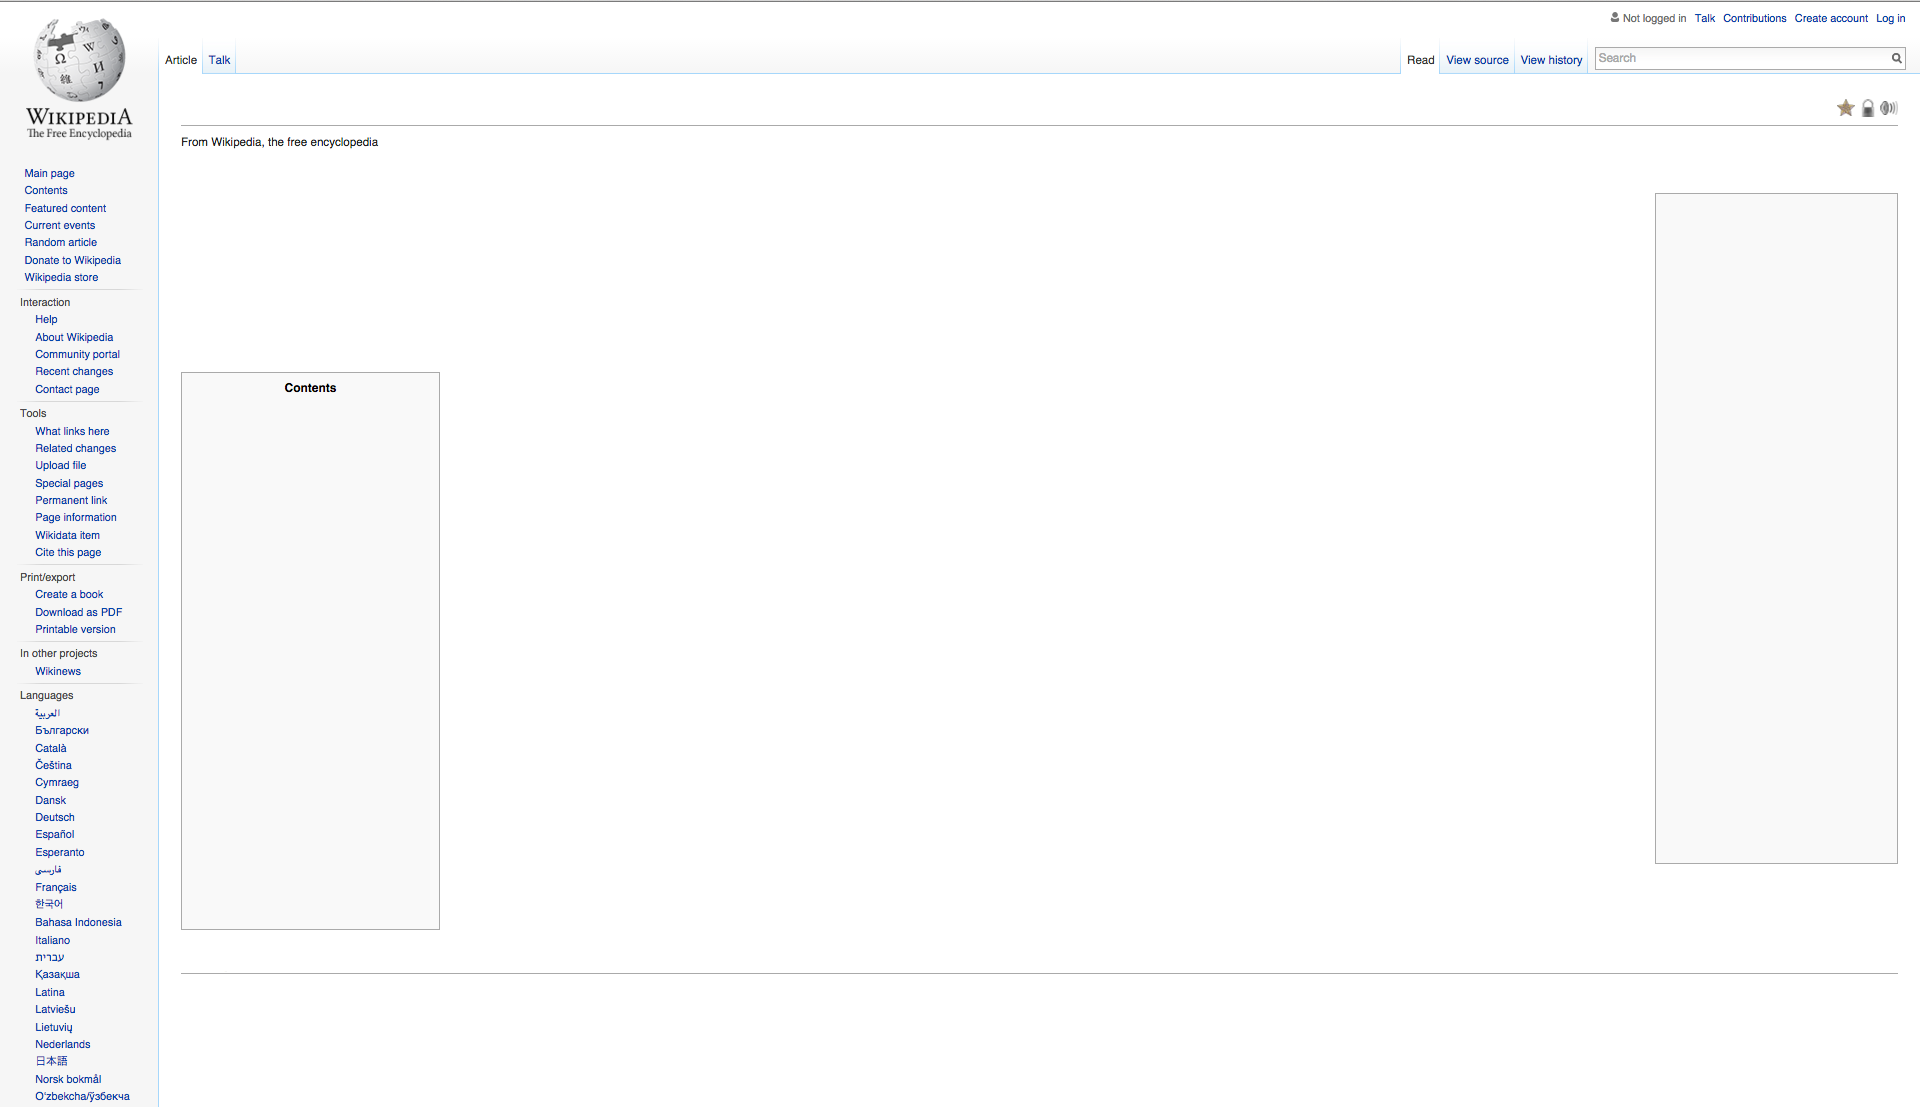 Not logged in Talk Contributions Create account Log in
WIKIPEDIA
The Free Encyclopedia
Article Talk Read View source View history Search
From Wikipedia, the free encyclopedia
Main page
Contents
Featured content
Current events
Random article
Donate to Wikipedia
Wikipedia store
Interaction
Help
About Wikipedia
Community portal
Recent changes
Contact page
Contents
Tools
What links here
Related changes
Upload file
Special pages
Permanent link
Page information
Wikidata item
Cite this page
Print/export
Create a book
Download as PDF
Printable version
In other projects
Wikinews
Languages
العربية
Български
Català
Čeština
Cymraeg
Dansk
Deutsch
Español
Esperanto
فارسی
Français
한국어
Bahasa Indonesia
Italiano
עברית
Қазақша
Latina
Latviešu
Lietuvių
Nederlands
日本語
Norsk bokmål
O'zbekcha/ўзбекча